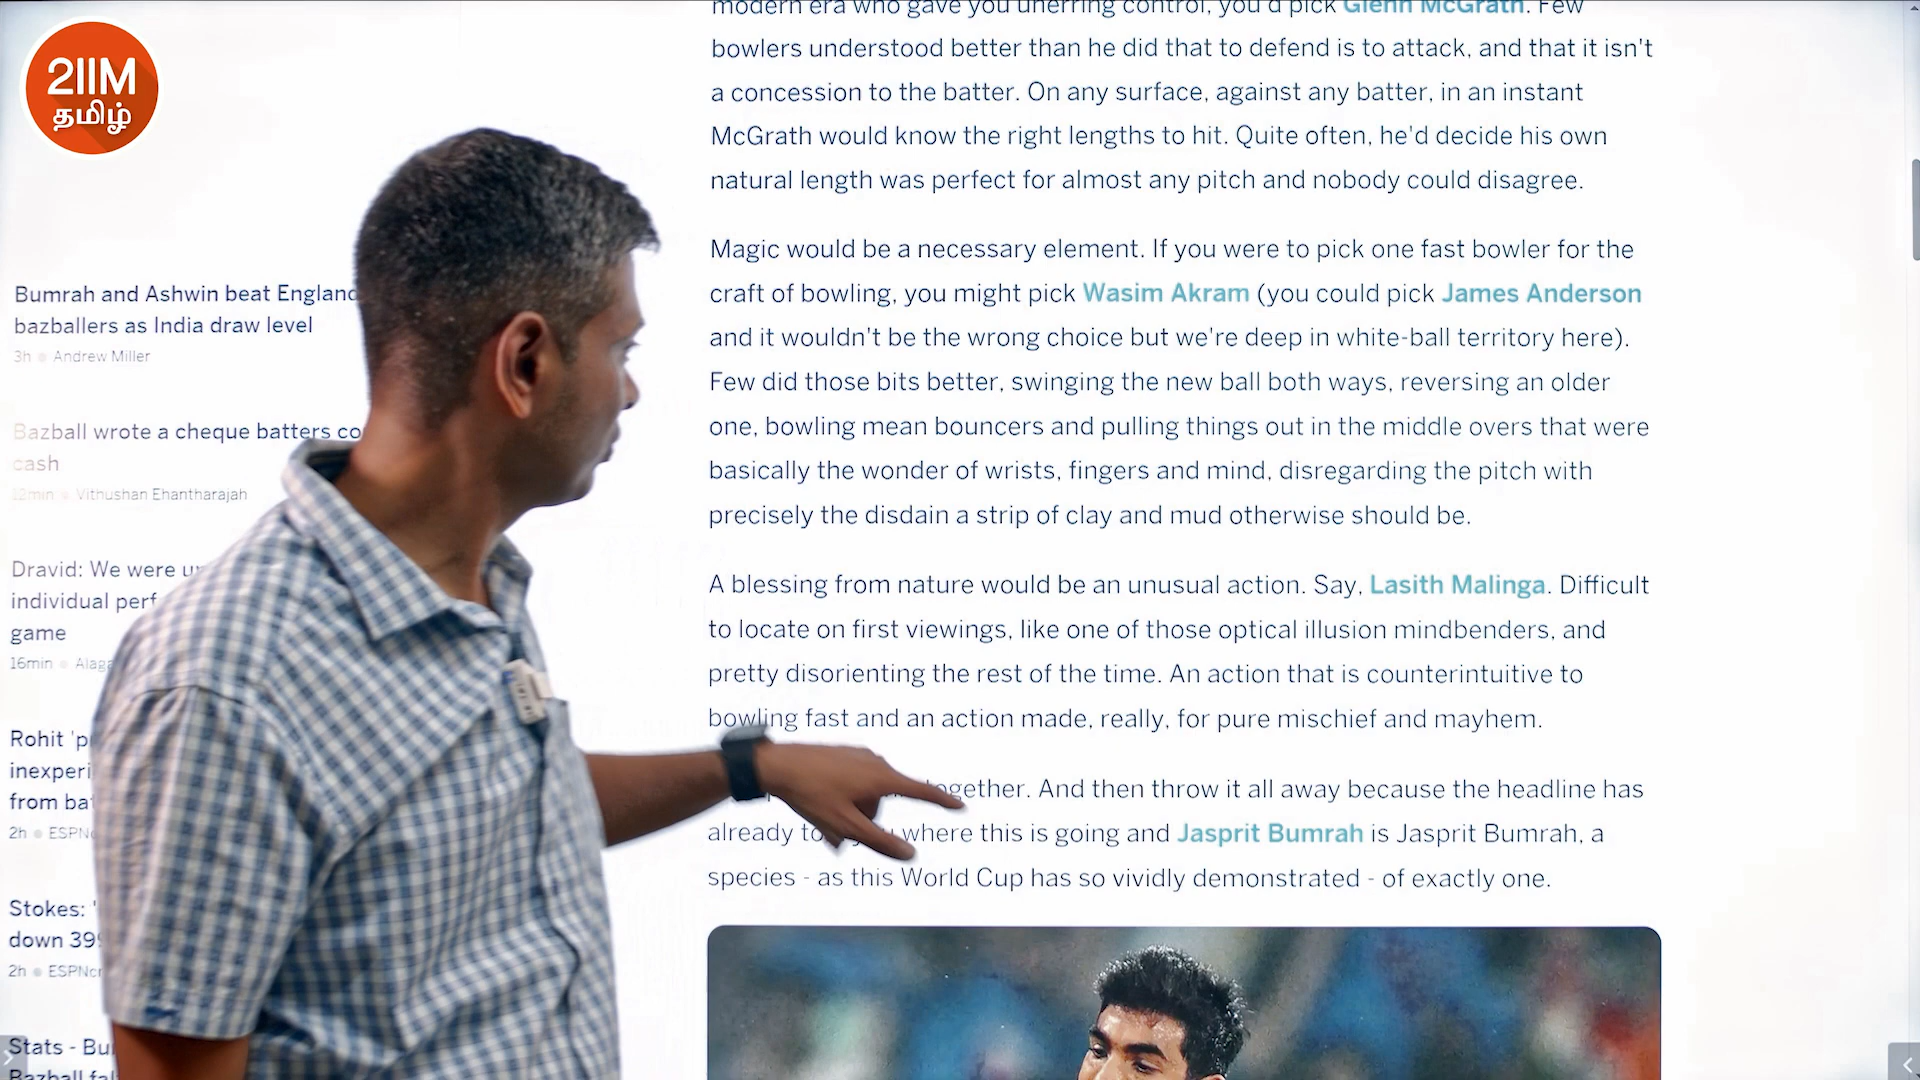 2IIM
தமிழ்
modern era who gave you unerring control, you'd pick Glenn McGrath. Few
bowlers understood better than he did that to defend is to attack, and that it isn't
a concession to the batter. On any surface, against any batter, in an instant
McGrath would know the right lengths to hit. Quite often, he'd decide his own
natural length was perfect for almost any pitch and nobody could disagree.
Magic would be a necessary element. If you were to pick one fast bowler for the
craft of bowling, you might pick Wasim Akram (you could pick James Anderson
and it wouldn't be the wrong choice but we're deep in white-ball territory here).
Few did those bits better, swinging the new ball both ways, reversing an older
one, bowling mean bouncers and pulling things out in the middle overs that were
basically the wonder of wrists, fingers and mind, disregarding the pitch with
precisely the disdain a strip of clay and mud otherwise should be.
A blessing from nature would be an unusual action. Say, Lasith Malinga. Difficult
to locate on first viewings, like one of those optical illusion mindbenders, and
pretty disorienting the rest of the time. An action that is counterintuitive to
bowling fast and an action made, really, for pure mischief and mayhem.
together. And then throw it all away because the headline has
already where this is going and Jasprit Bumrah is Jasprit Bumrah, a
species - as this World Cup has so vividly demonstrated - of exactly one.
Bumrah and Ashwin beat England
bazballers as India draw level
3h Andrew Miller
Bazball wrote a cheque batters
cash
12min Vithushan Ehantharajah
Dravid: We were
individual
game
16min
Rohit
from
2h
Stokes:
down
2h
Stats -
Bazball